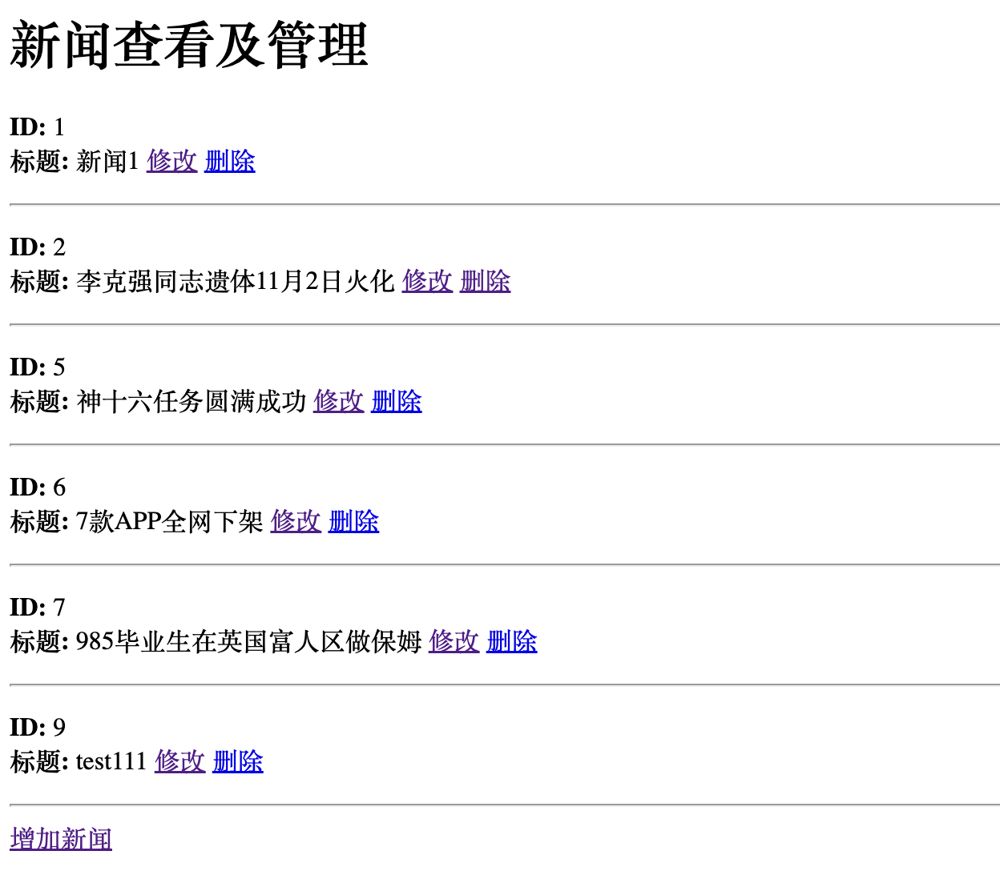 新闻查看及管理
ID: 1
标题: 新闻1 修改 删除
ID: 2
标题: 李克强同志遗体11月2日火化 修改 删除
ID: 5
标题: 神十六任务圆满成功 修改 删除
ID: 6
标题: 7款APP全网下架 修改 删除
ID: 7
标题: 985毕业生在英国富人区做保姆 修改 删除
ID: 9
标题: test111 修改 删除
增加新闻